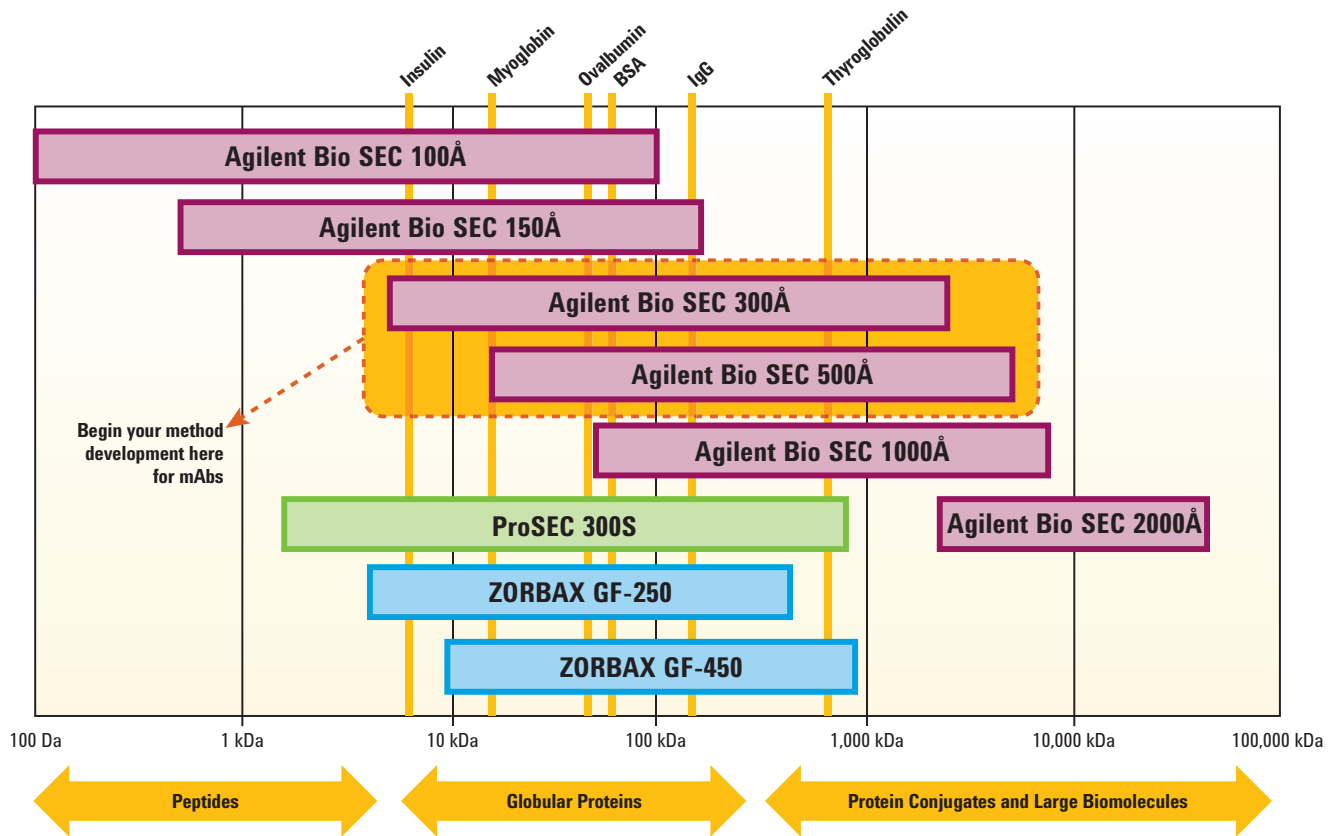 Insulin
Myoglobin
Ovalbumin
BSA
IgG
Thyroglobulin
Agilent Bio SEC 100Å
Agilent Bio SEC 150Å
Agilent Bio SEC 300Å
Agilent Bio SEC 500Å
Begin your method
development here
for mAbs
Agilent Bio SEC 1000Å
ProSEC 300S
Agilent Bio SEC 2000Å
ZORBAX GF-250
ZORBAX GF-450
100 Da
1 kDa
10 kDa
100 kDa
1,000 kDa
10,000 kDa
100,000 kDa
Peptides
Globular Proteins
Protein Conjugates and Large Biomolecules